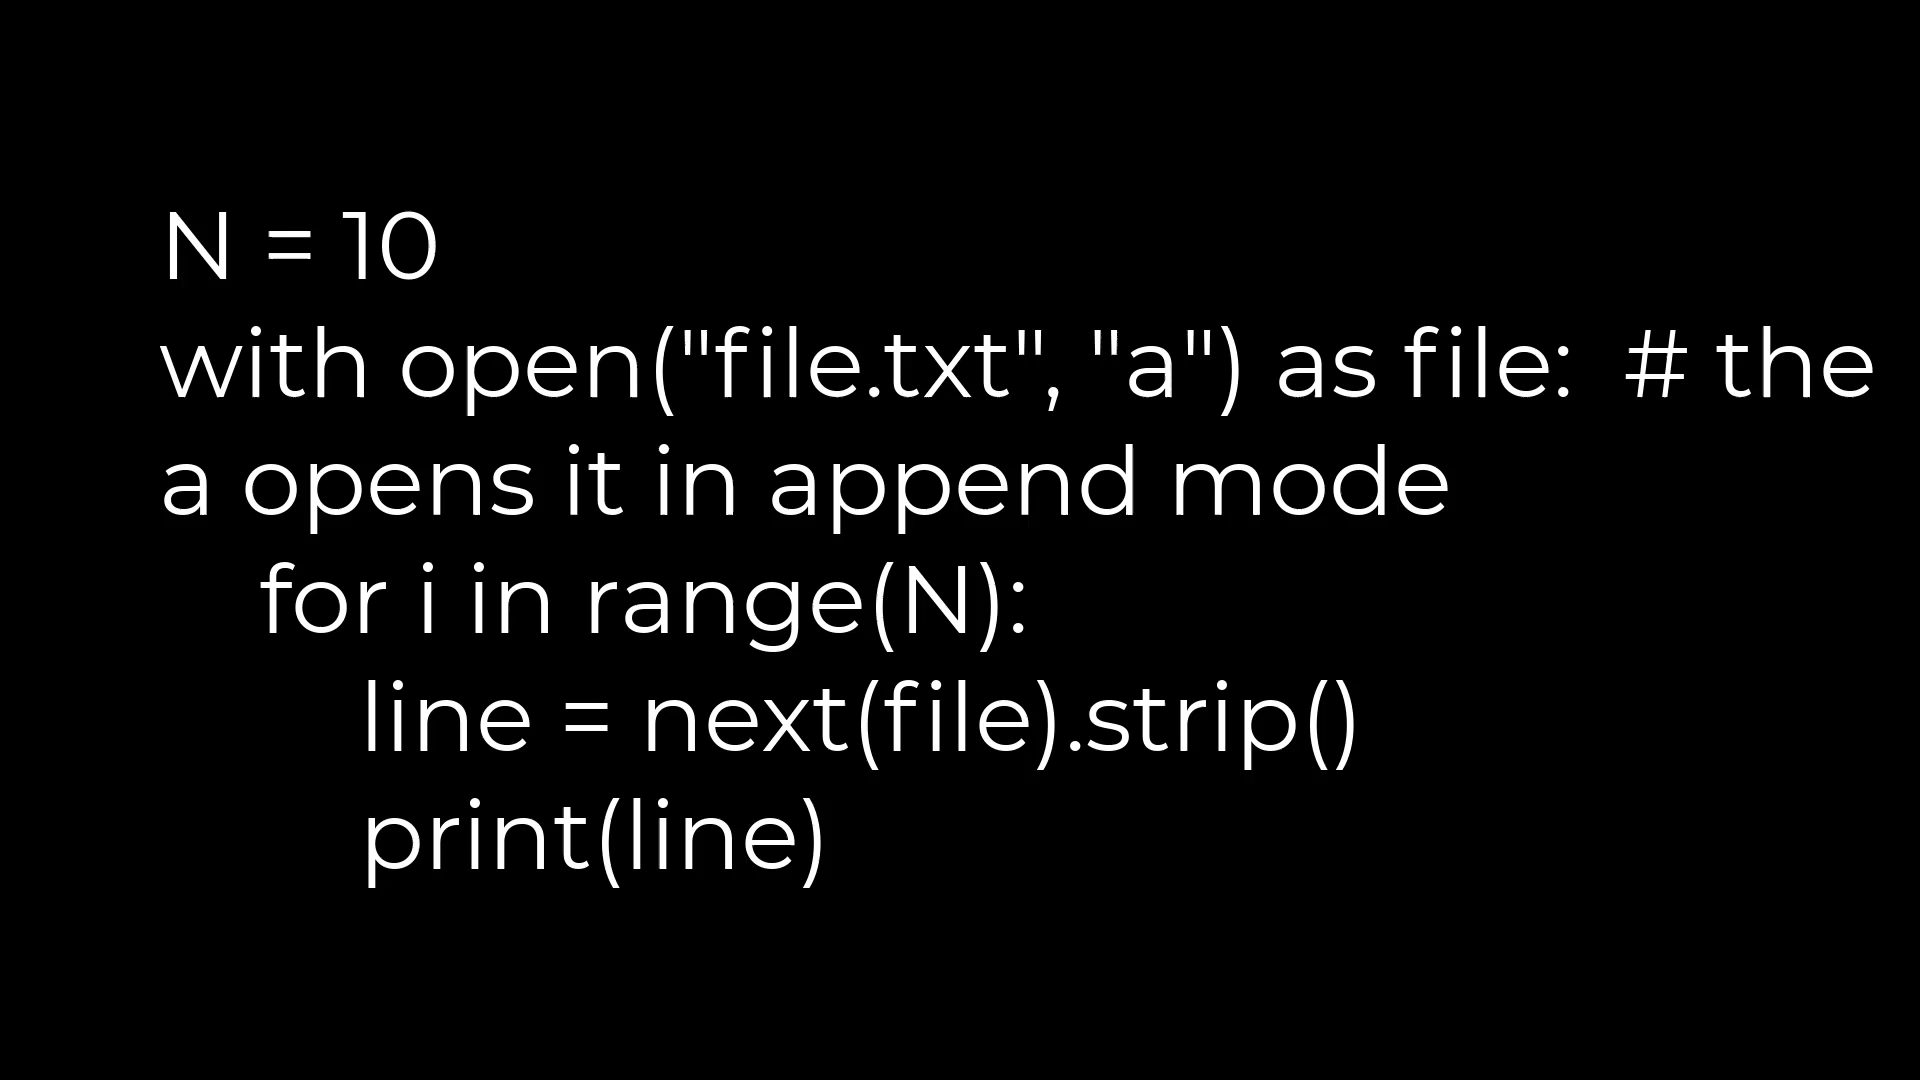 N = 10
with open("file.txt", "a") as file:  # the
a opens it in append mode
    for i in range(N):
        line = next(file).strip()
        print(line)